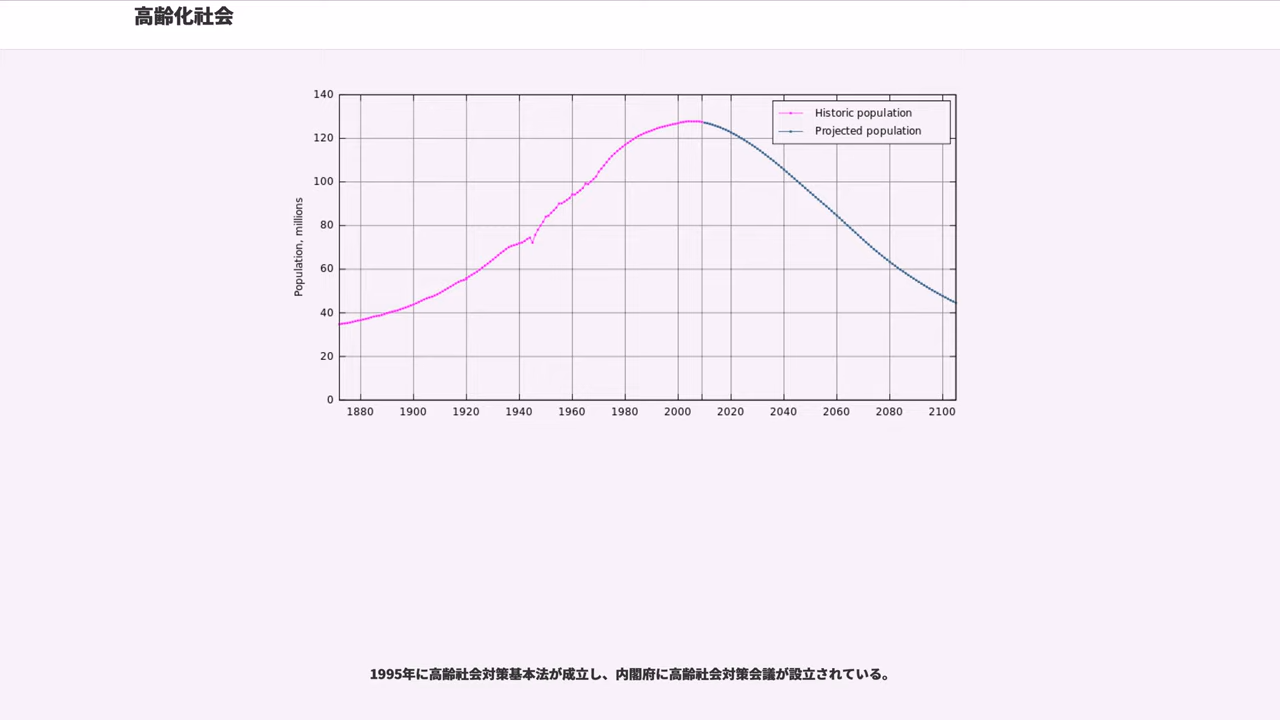 高齢化社会
140
120
100
80
60
40
20
0
Population, millions
Historic population
Projected population
1880 1900 1920 1940 1960 1980 2000 2020 2040 2060 2080 2100
1995年に高齢社会対策基本法が成立し、内閣府に高齢社会対策会議が設立されている。